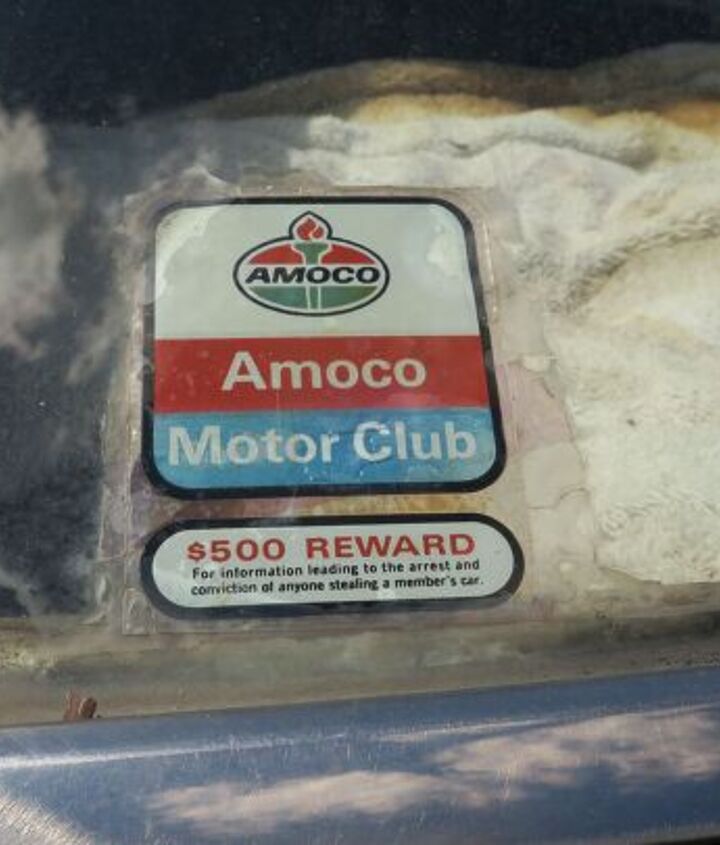 AMOCO
Amoco
Motor Club
$500 REWARD
For information leading to the arrest and
conviction of anyone stealing a member's car.